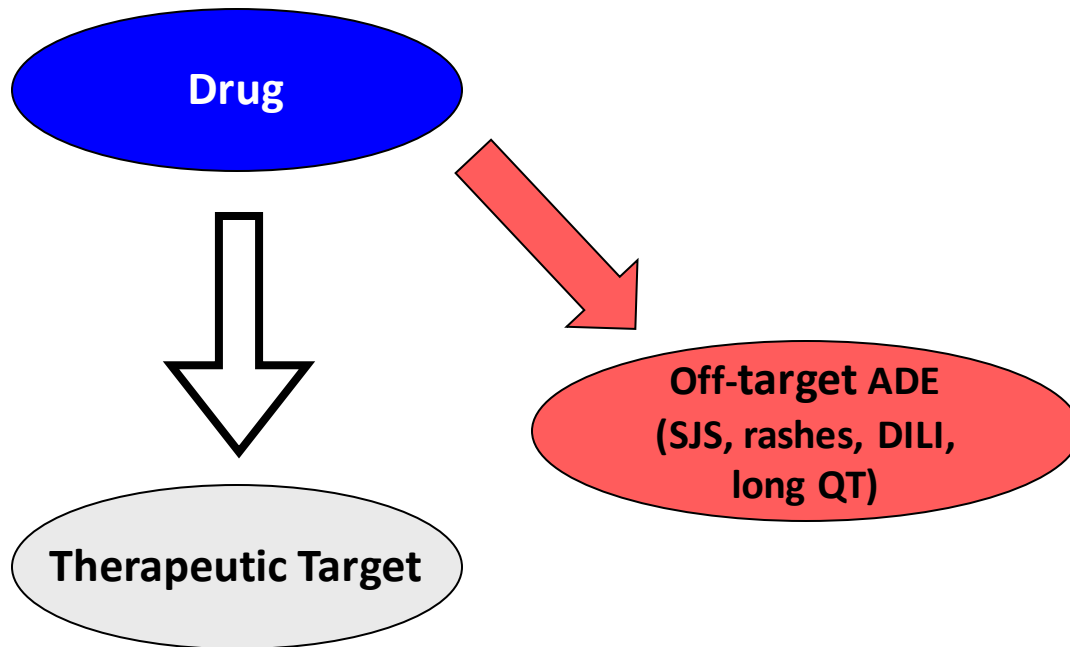 Drug
Off-target ADE
(SJS, rashes, DILI,
long QT)
Therapeutic Target